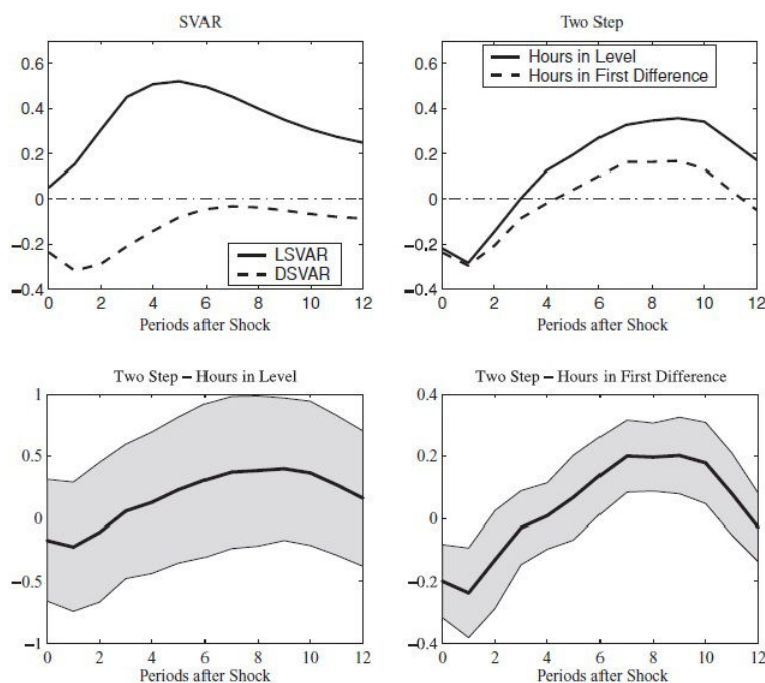 SVAR
0.6
0.4
0.2
0
−0.2
−0.4
LSVAR
DSVAR
0 2 4 6 8 10 12
Periods after Shock
Two Step
Hours in Level
Hours in First Difference
0.6
0.4
0.2
0
−0.2
−0.4
0 2 4 6 8 10 12
Periods after Shock
Two Step – Hours in Level
1
0.5
0
−0.5
−1
0 2 4 6 8 10 12
Periods after Shock
Two Step – Hours in First Difference
0.4
0.2
0
−0.2
−0.4
0 2 4 6 8 10 12
Periods after Shock